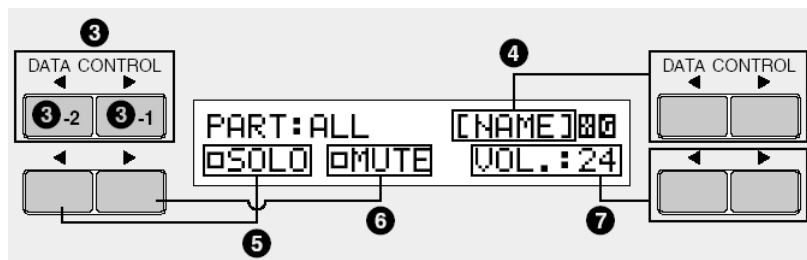 3
4
DATA CONTROL
DATA CONTROL
◀ ▶
◀ ▶
3-2 3-1
PART:ALL [NAME]
□SOLO □MUTE VOL.:24
◀ ▶
◀ ▶
5
6
7